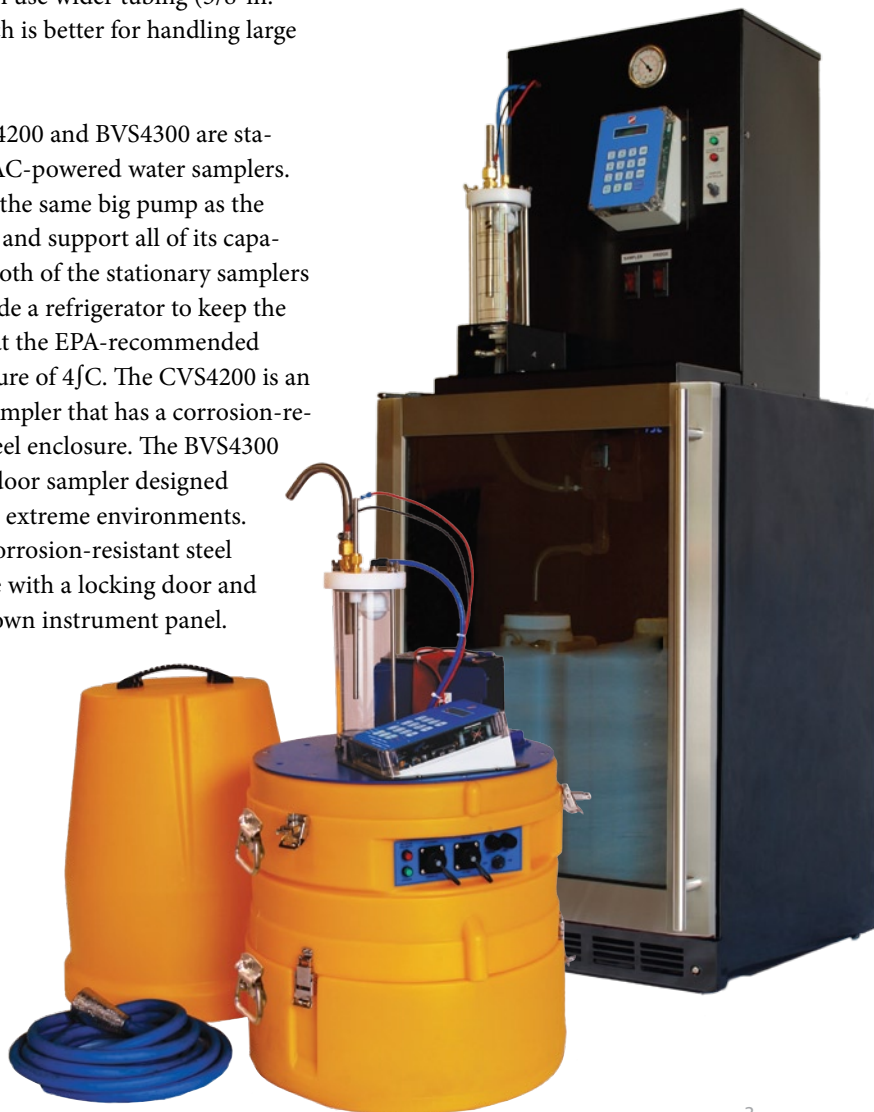 use wider tubing (5/8-in.
h is better for handling large
4200 and BVS4300 are sta-
AC-powered water samplers.
the same big pump as the
and support all of its capa-
oth of the stationary samplers
de a refrigerator to keep the
t the EPA-recommended
ure of 4∫C. The CVS4200 is an
mpler that has a corrosion-re-
eel enclosure. The BVS4300
door sampler designed
extreme environments.
orrosion-resistant steel
e with a locking door and
own instrument panel.
SAMPLER
3